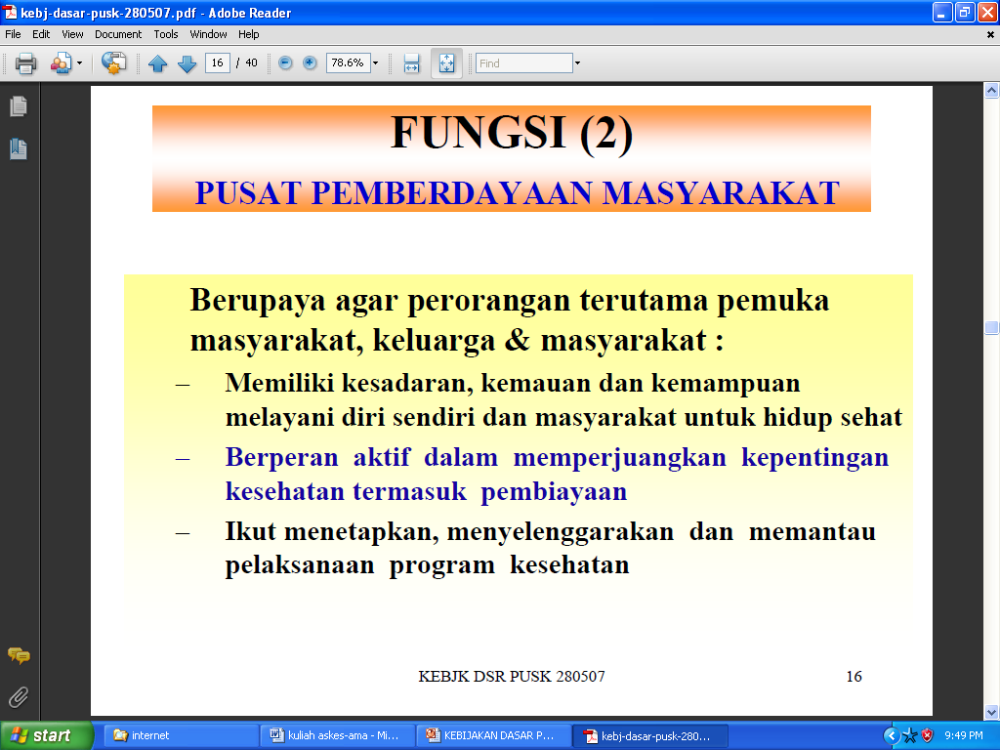 kebj-dasar-pusk-280507.pdf - Adobe Reader
File Edit View Document Tools Window Help
16 / 40 78.6% Find
FUNGSI (2)
PUSAT PEMBERDAYAAN MASYARAKAT
Berupaya agar perorangan terutama pemuka
masyarakat, keluarga & masyarakat :
– Memiliki kesadaran, kemauan dan kemampuan
melayani diri sendiri dan masyarakat untuk hidup sehat
– Berperan aktif dalam memperjuangkan kepentingan
kesehatan termasuk pembiayaan
– Ikut menetapkan, menyelenggarakan dan memantau
pelaksanaan program kesehatan
KEBJK DSR PUSK 280507 16
start internet kuliah askes-ama - Mi... KEBIJAKAN DASAR P... kebj-dasar-pusk-280... 9:49 PM